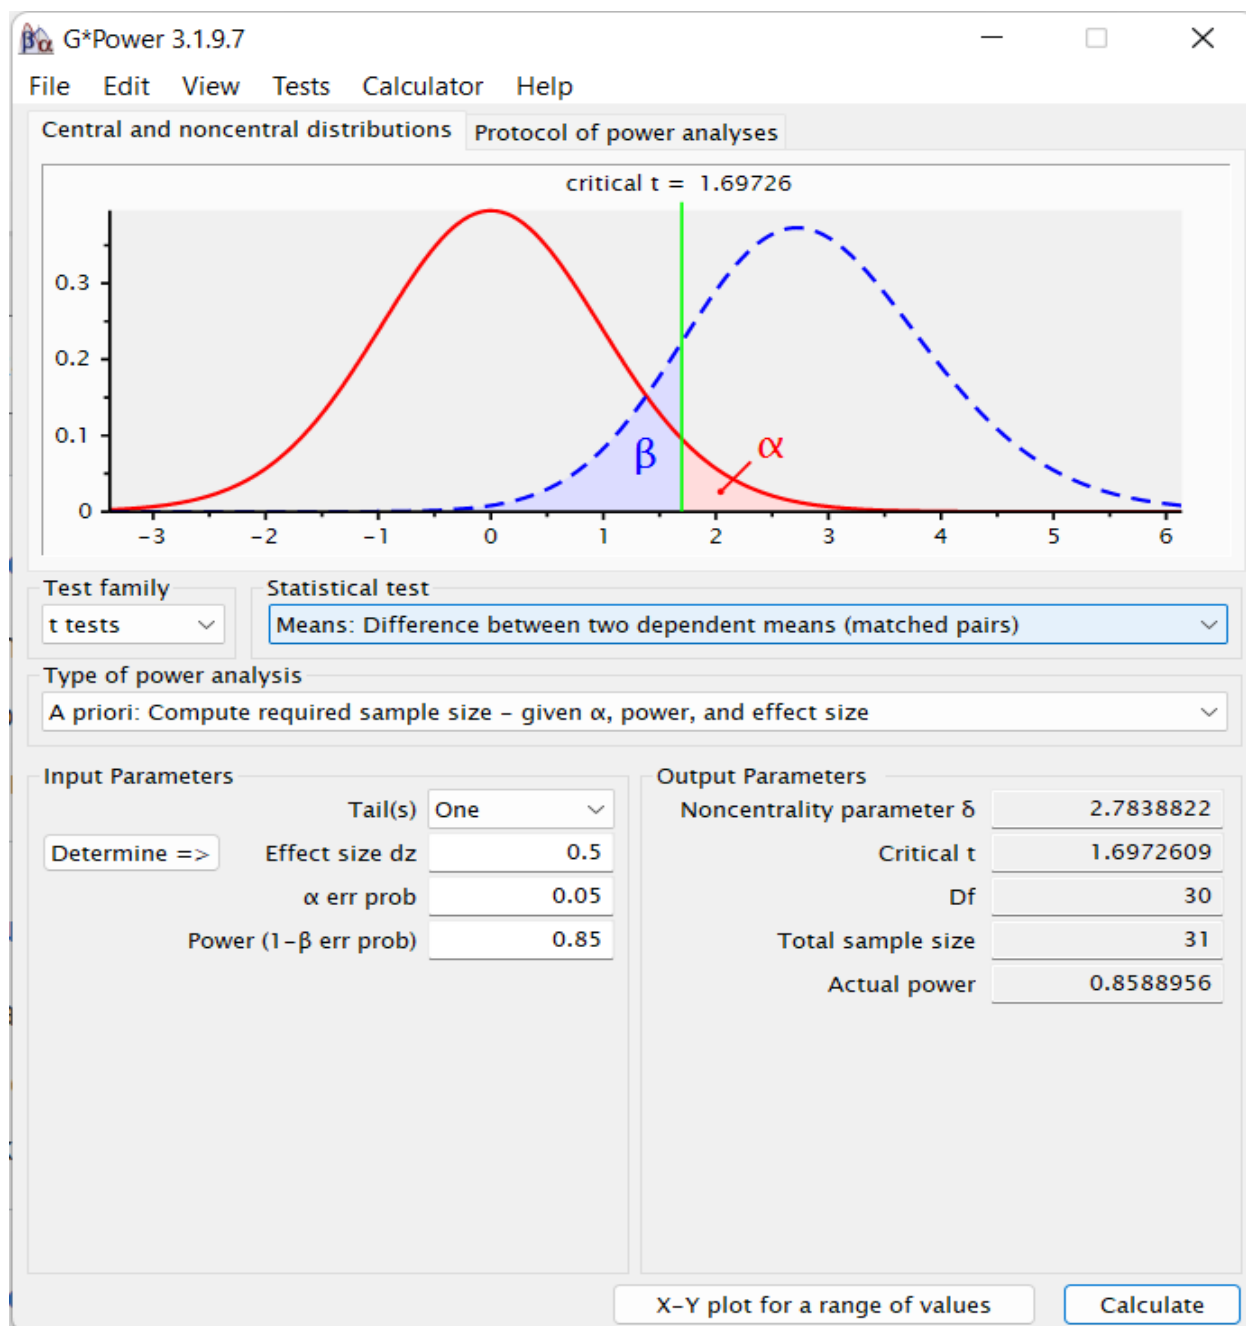 G*Power 3.1.9.7
File Edit View Tests Calculator Help
Central and noncentral distributions Protocol of power analyses
critical t = 1.69726
0.3
0.2
0.1
0
β
α
-3 -2 -1 0 1 2 3 4 5 6
Test family Statistical test
t tests Means: Difference between two dependent means (matched pairs)
Type of power analysis
A priori: Compute required sample size – given α, power, and effect size
Input Parameters
Tail(s) One
Determine => Effect size dz 0.5
α err prob 0.05
Power (1-β err prob) 0.85
Output Parameters
Noncentrality parameter δ 2.7838822
Critical t 1.6972609
Df 30
Total sample size 31
Actual power 0.8588956
X-Y plot for a range of values Calculate